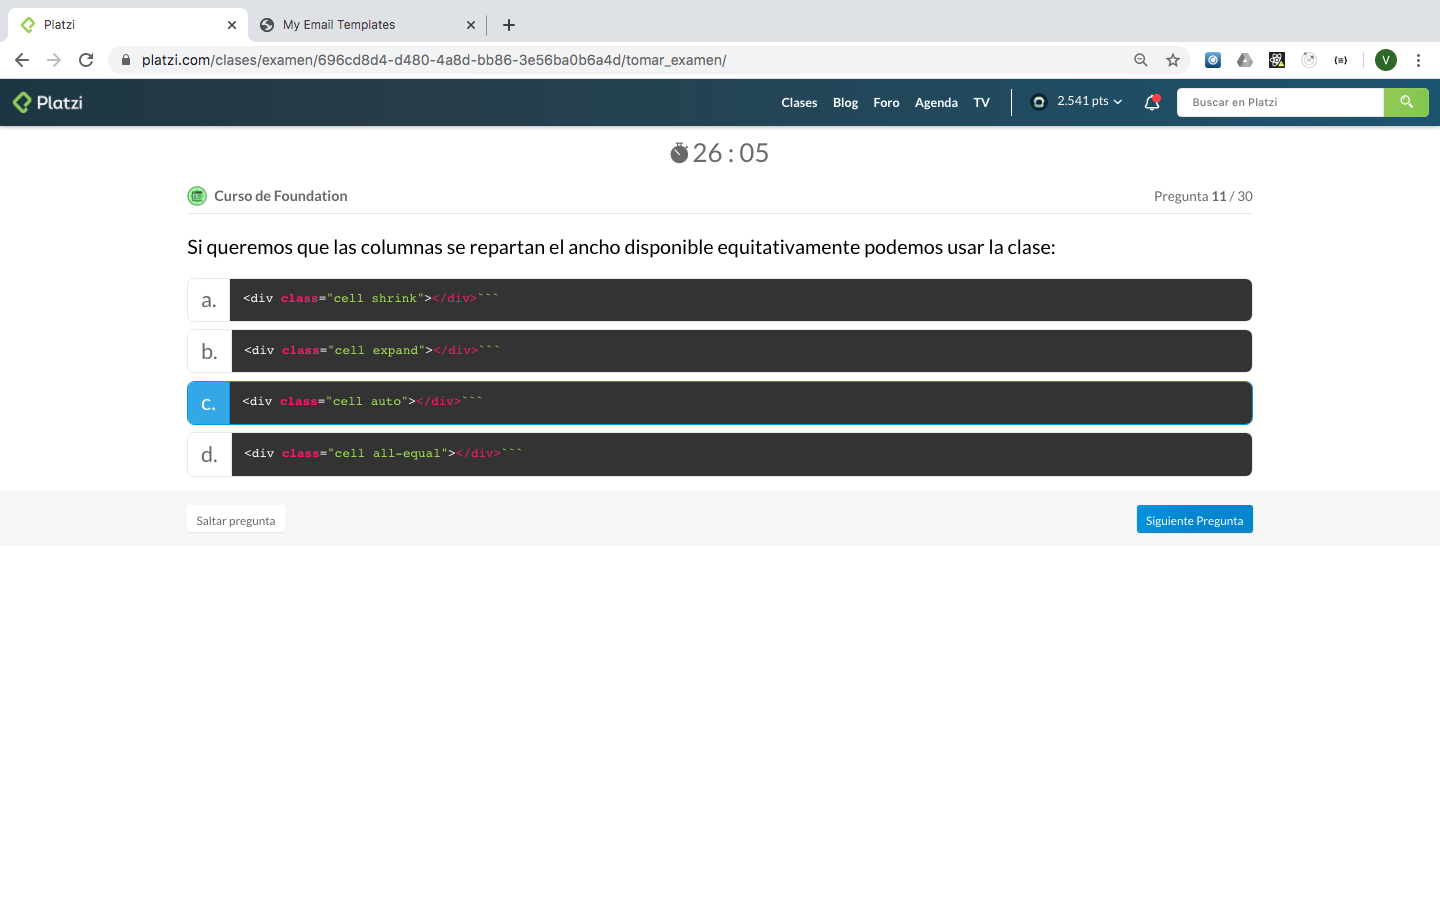 Platzi
My Email Templates
platzi.com/clases/examen/696cd8d4-d480-4a8d-bb86-3e56ba0b6a4d/tomar_examen/
V
Platzi
Clases Blog Foro Agenda TV 2.541 pts Buscar en Platzi
26 : 05
Curso de Foundation
Pregunta 11 / 30
Si queremos que las columnas se repartan el ancho disponible equitativamente podemos usar la clase:
a. <div class="cell shrink"></div>```
b. <div class="cell expand"></div>```
c. <div class="cell auto"></div>```
d. <div class="cell all-equal"></div>```
Saltar pregunta
Siguiente Pregunta